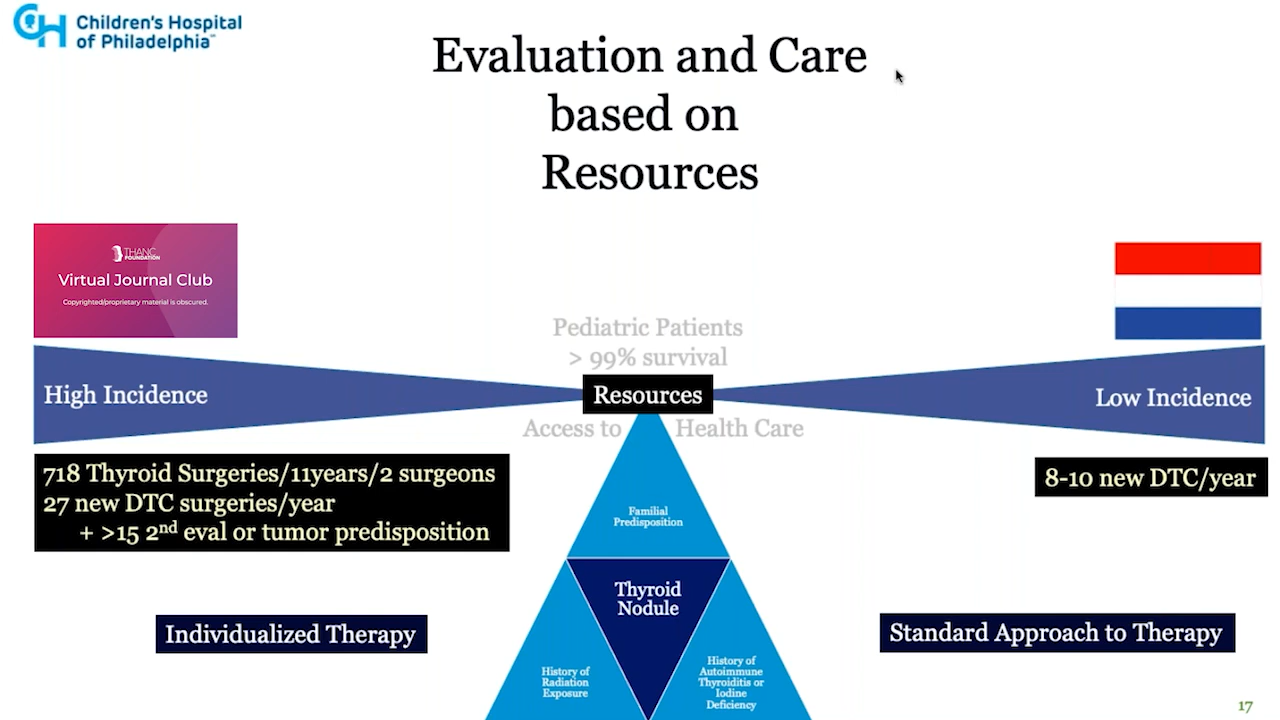 Children's Hospital
of Philadelphia™
Evaluation and Care
based on
Resources
THANC
FOUNDATION
Virtual Journal Club
Copyrighted/proprietary material is obscured.
Pediatric Patients
> 99% survival
High Incidence
Resources
Low Incidence
Access to Health Care
718 Thyroid Surgeries/11years/2 surgeons
27 new DTC surgeries/year
+ >15 2nd eval or tumor predisposition
8-10 new DTC/year
Familial
Predisposition
Thyroid
Nodule
Individualized Therapy
Standard Approach to Therapy
History of
Radiation
Exposure
History of
Autoimmune
Thyroiditis or
Iodine
Deficiency
17